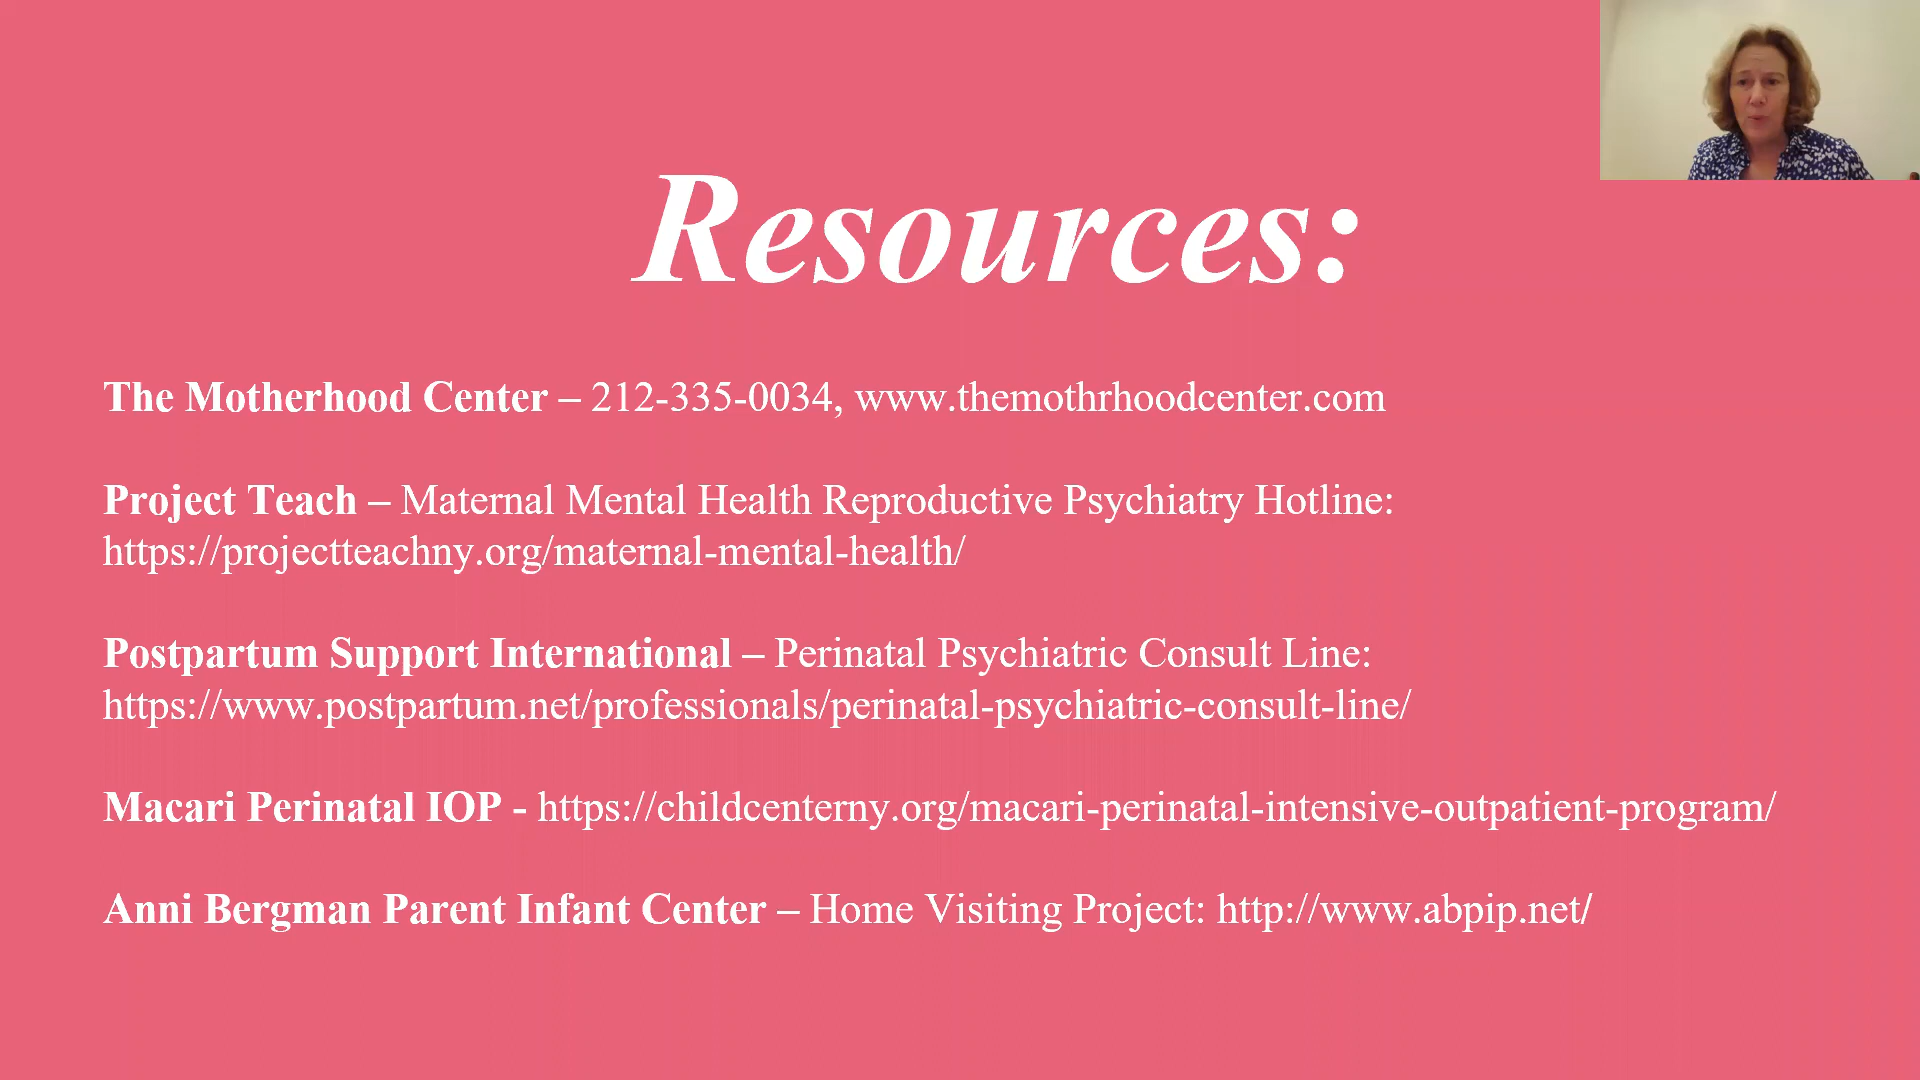 Resources:
The Motherhood Center – 212-335-0034, www.themothrhoodcenter.com
Project Teach – Maternal Mental Health Reproductive Psychiatry Hotline:
https://projectteachny.org/maternal-mental-health/
Postpartum Support International – Perinatal Psychiatric Consult Line:
https://www.postpartum.net/professionals/perinatal-psychiatric-consult-line/
Macari Perinatal IOP - https://childcenterny.org/macari-perinatal-intensive-outpatient-program/
Anni Bergman Parent Infant Center – Home Visiting Project: http://www.abpip.net/